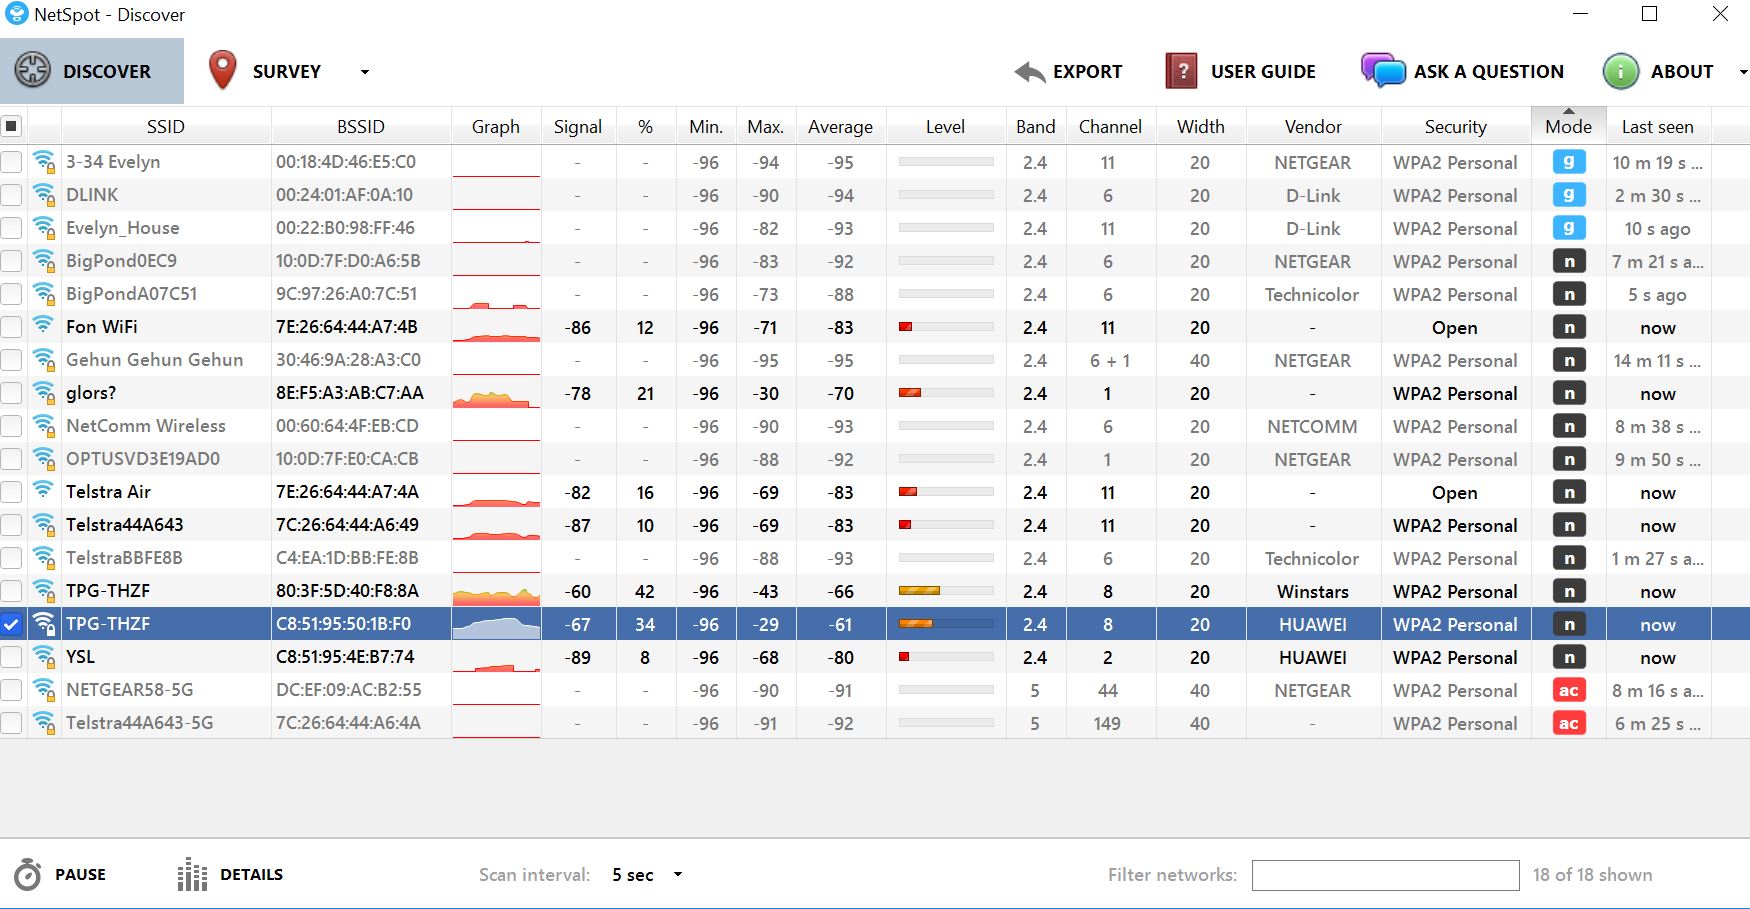 NetSpot - Discover
DISCOVER SURVEY EXPORT ? USER GUIDE ASK A QUESTION i ABOUT
SSID BSSID Graph Signal % Min. Max. Average Level Band Channel Width Vendor Security Mode Last seen
3-34 Evelyn 00:18:4D:46:E5:C0 - - -96 -94 -95 2.4 11 20 NETGEAR WPA2 Personal g 10 m 19 s ...
DLINK 00:24:01:AF:0A:10 - - -96 -90 -94 2.4 6 20 D-Link WPA2 Personal g 2 m 30 s ...
Evelyn_House 00:22:B0:98:FF:46 - - -96 -82 -93 2.4 11 20 D-Link WPA2 Personal g 10 s ago
BigPond0EC9 10:0D:7F:D0:A6:5B - - -96 -83 -92 2.4 6 20 NETGEAR WPA2 Personal n 7 m 21 s a...
BigPondA07C51 9C:97:26:A0:7C:51 - - -96 -73 -88 2.4 6 20 Technicolor WPA2 Personal n 5 s ago
Fon WiFi 7E:26:64:44:A7:4B -86 12 -96 -71 -83 2.4 11 20 - Open n now
Gehun Gehun Gehun 30:46:9A:28:A3:C0 - - -96 -95 -95 2.4 6 + 1 40 NETGEAR WPA2 Personal n 14 m 11 s ...
glors? 8E:F5:A3:AB:C7:AA -78 21 -96 -30 -70 2.4 1 20 WPA2 Personal n now
NetComm Wireless 00:60:64:4F:EB:CD - - -96 -90 -93 2.4 6 20 NETCOMM WPA2 Personal n 8 m 38 s ...
OPTUSVD3E19AD0 10:0D:7F:E0:CA:CB - - -96 -88 -92 2.4 1 20 NETGEAR WPA2 Personal n 9 m 50 s ...
Telstra Air 7E:26:64:44:A7:4A -82 16 -96 -69 -83 2.4 11 20 - Open n now
Telstra44A643 7C:26:64:44:A6:49 -87 10 -96 -69 -83 2.4 11 20 - WPA2 Personal n now
TelstraBBFE8B C4:EA:1D:BB:FE:8B - - -96 -88 -93 2.4 6 20 Technicolor WPA2 Personal n 1 m 27 s a...
TPG-THZF 80:3F:5D:40:F8:8A -60 42 -96 -43 -66 2.4 8 20 Winstars WPA2 Personal n now
TPG-THZF C8:51:95:50:1B:F0 -67 34 -96 -29 -61 2.4 8 20 HUAWEI WPA2 Personal n now
YSL C8:51:95:4E:B7:74 -89 8 -96 -68 -80 2.4 2 20 HUAWEI WPA2 Personal n now
NETGEAR58-5G DC:EF:09:AC:B2:55 - - -96 -90 -91 5 44 40 NETGEAR WPA2 Personal ac 8 m 16 s a...
Telstra44A643-5G 7C:26:64:44:A6:4A - - -96 -91 -92 5 149 40 - WPA2 Personal ac 6 m 25 s ...
PAUSE DETAILS Scan interval: 5 sec Filter networks: 18 of 18 shown